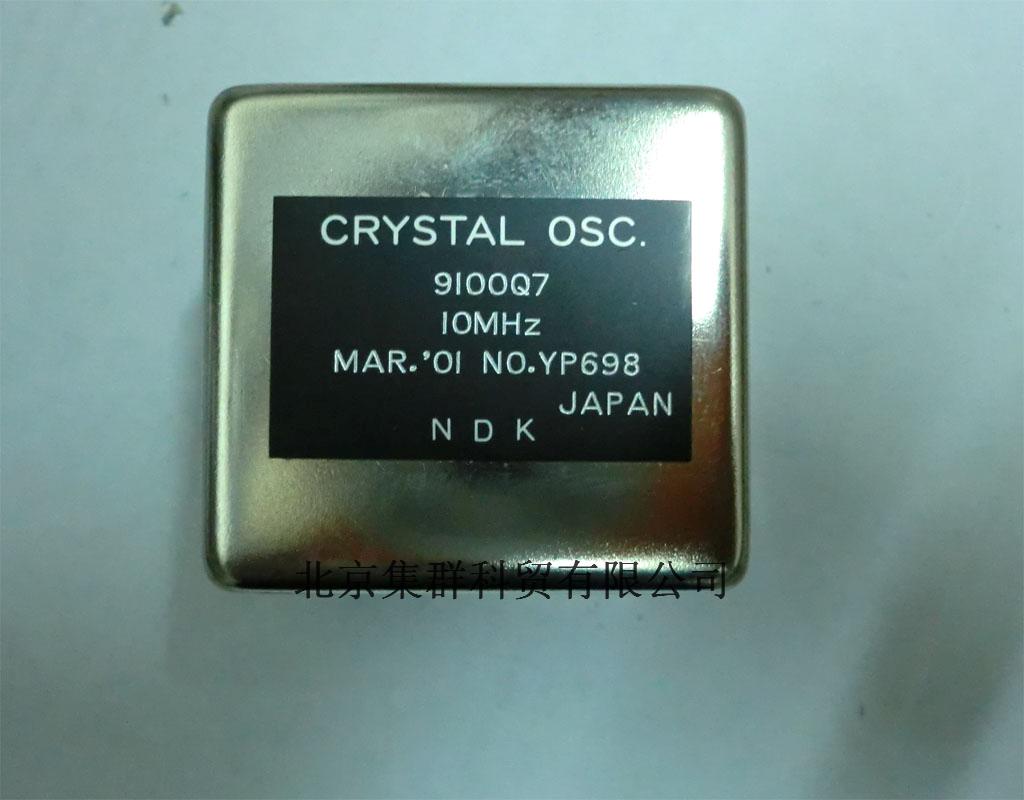 CRYSTAL OSC.
9100Q7
10MHz
MAR.'01 NO.YP698
JAPAN
NDK
北京集群科贸有限公司